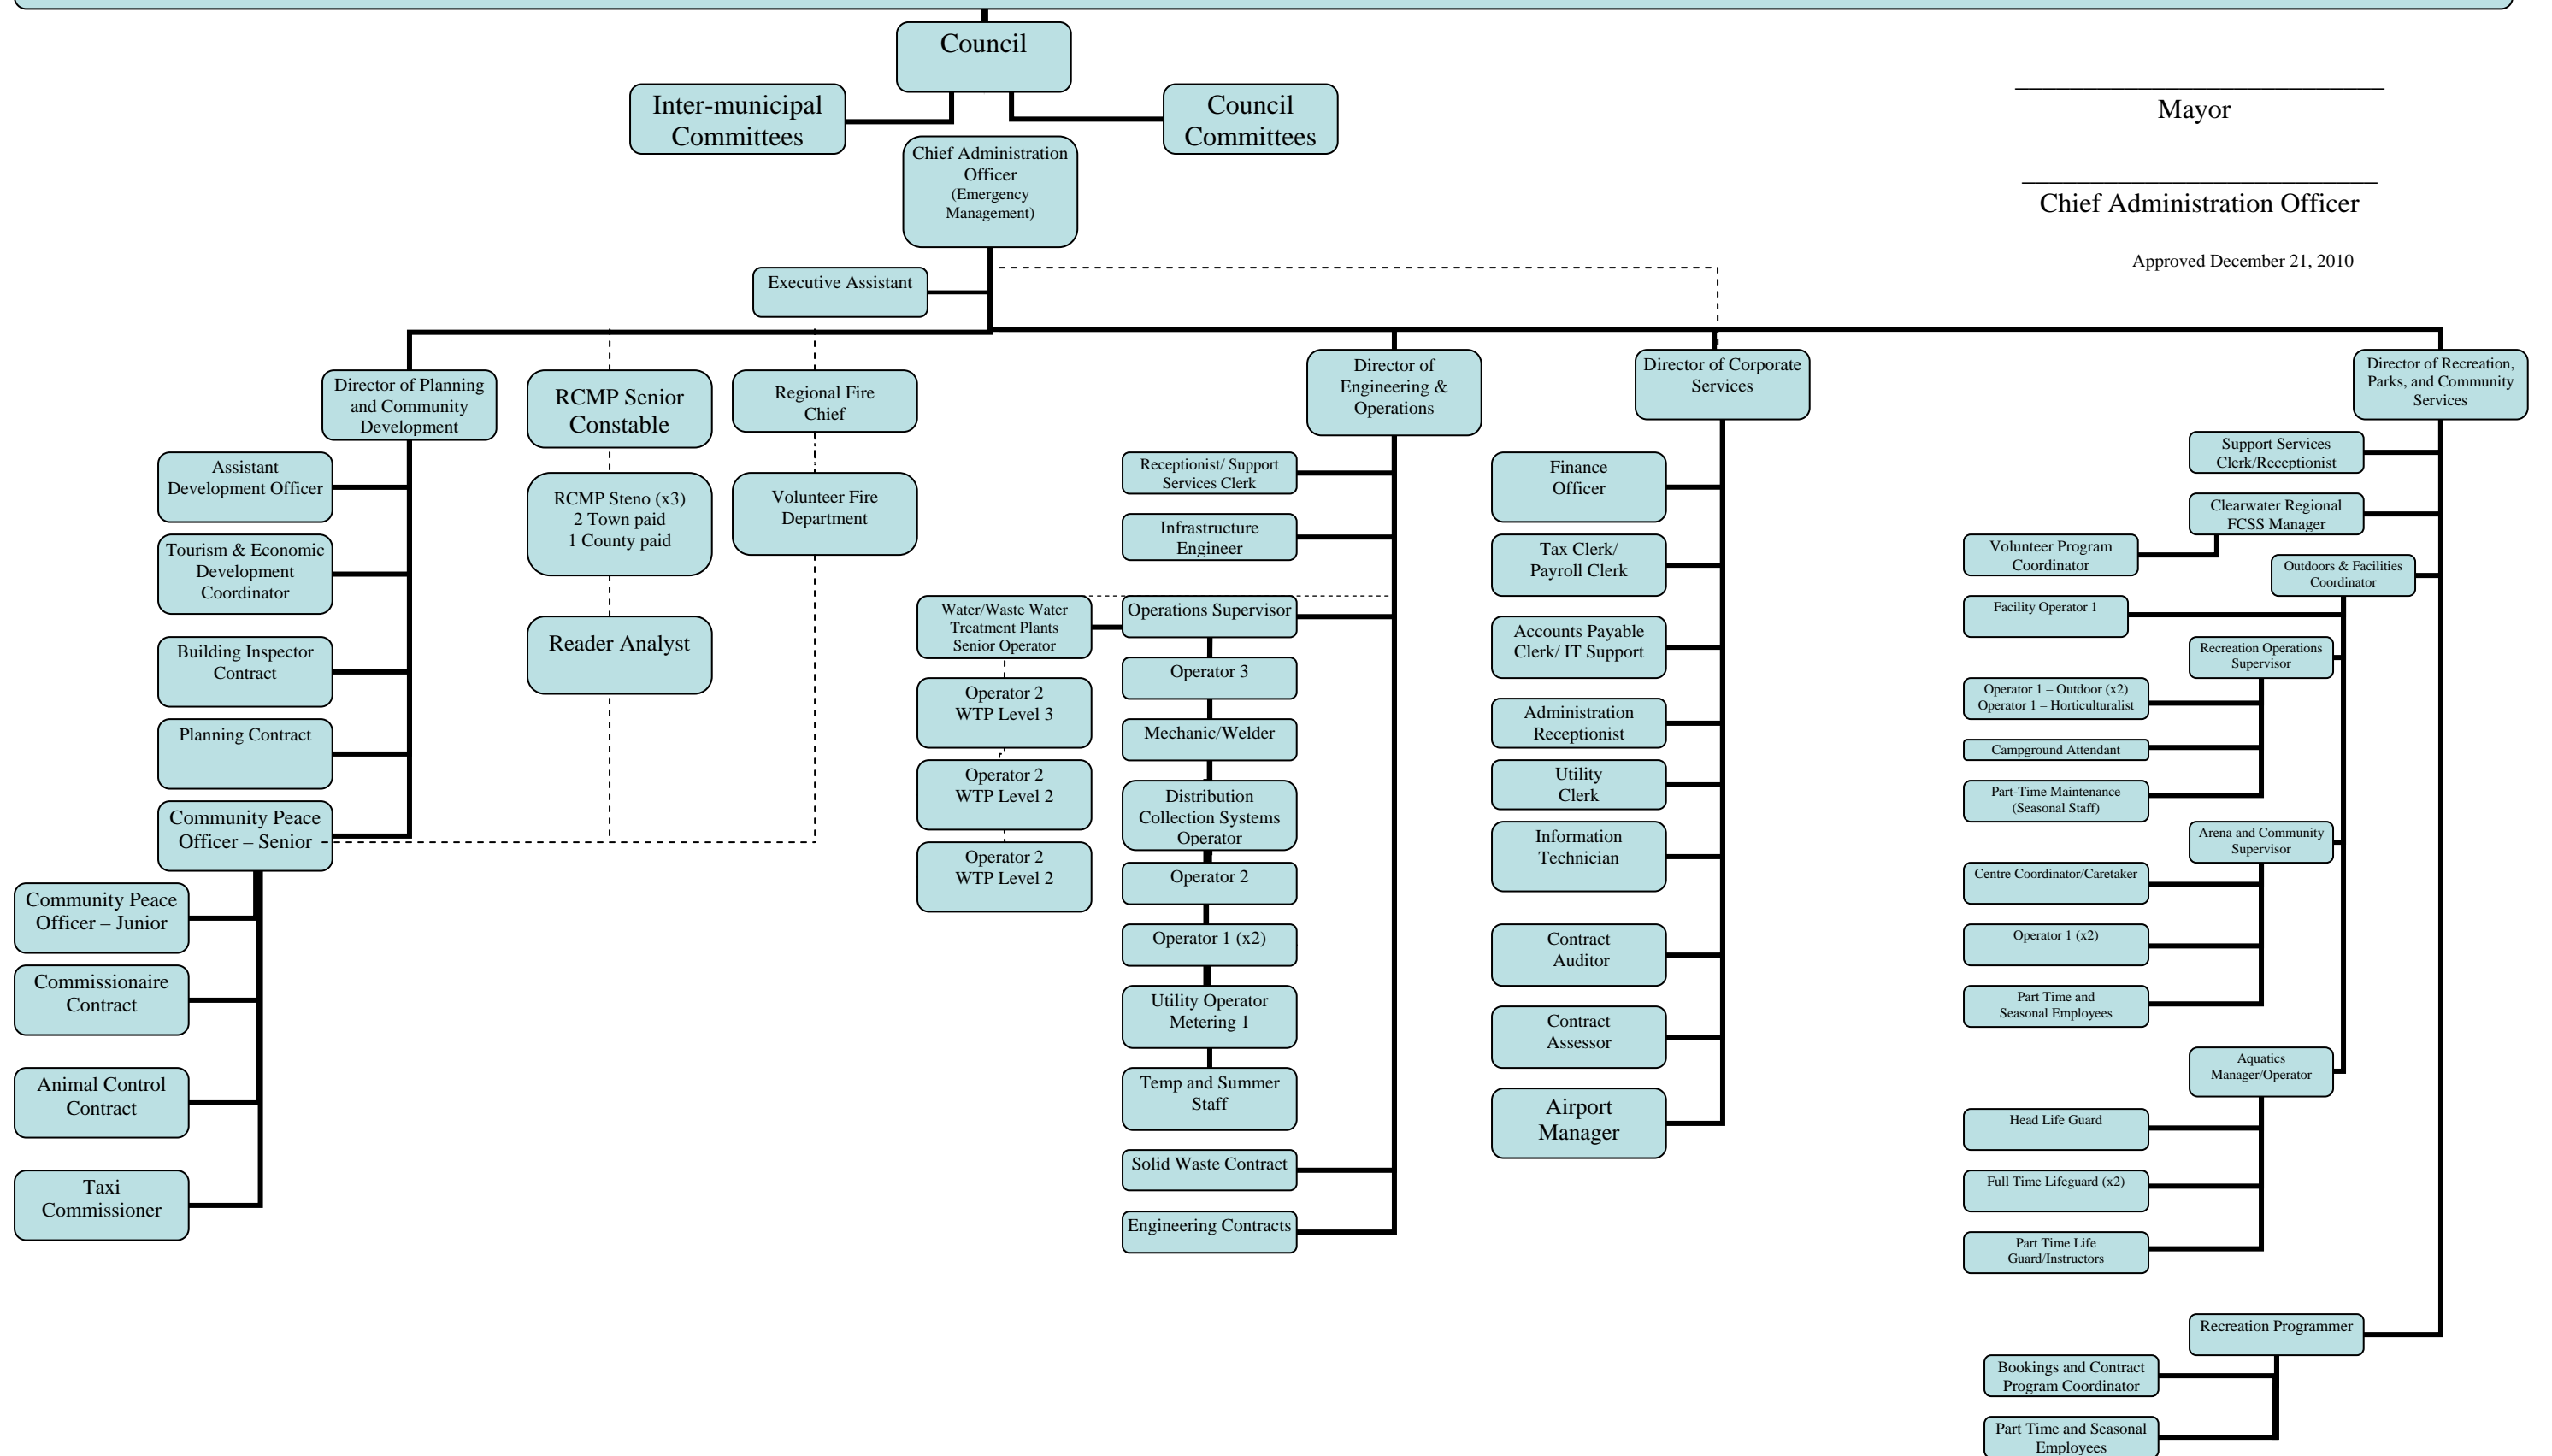 Council
Inter-municipal
Committees
Council
Committees
Mayor
Chief Administration
Officer
(Emergency
Management)
Chief Administration Officer
Approved December 21, 2010
Executive Assistant
Director of Planning
and Community
Development
RCMP Senior
Constable
Regional Fire
Chief
Director of
Engineering &
Operations
Director of Corporate
Services
Director of Recreation,
Parks, and Community
Services
Assistant
Development Officer
Tourism & Economic
Development
Coordinator
Building Inspector
Contract
Planning Contract
Community Peace
Officer – Senior
Community Peace
Officer – Junior
Commissionaire
Contract
Animal Control
Contract
Taxi
Commissioner
RCMP Steno (x3)
2 Town paid
1 County paid
Reader Analyst
Volunteer Fire
Department
Receptionist/ Support
Services Clerk
Infrastructure
Engineer
Water/Waste Water
Treatment Plants
Senior Operator
Operator 2
WTP Level 3
Operator 2
WTP Level 2
Operator 2
WTP Level 2
Operations Supervisor
Operator 3
Mechanic/Welder
Distribution
Collection Systems
Operator
Operator 2
Operator 1 (x2)
Utility Operator
Metering 1
Temp and Summer
Staff
Solid Waste Contract
Engineering Contracts
Finance
Officer
Tax Clerk/
Payroll Clerk
Accounts Payable
Clerk/ IT Support
Administration
Receptionist
Utility
Clerk
Information
Technician
Contract
Auditor
Contract
Assessor
Airport
Manager
Support Services
Clerk/Receptionist
Clearwater Regional
FCSS Manager
Volunteer Program
Coordinator
Outdoors & Facilities
Coordinator
Facility Operator 1
Recreation Operations
Supervisor
Operator 1 – Outdoor (x2)
Operator 1 – Horticulturalist
Campground Attendant
Part-Time Maintenance
(Seasonal Staff)
Arena and Community
Supervisor
Centre Coordinator/Caretaker
Operator 1 (x2)
Part Time and
Seasonal Employees
Aquatics
Manager/Operator
Head Life Guard
Full Time Lifeguard (x2)
Part Time Life
Guard/Instructors
Recreation Programmer
Bookings and Contract
Program Coordinator
Part Time and Seasonal
Employees